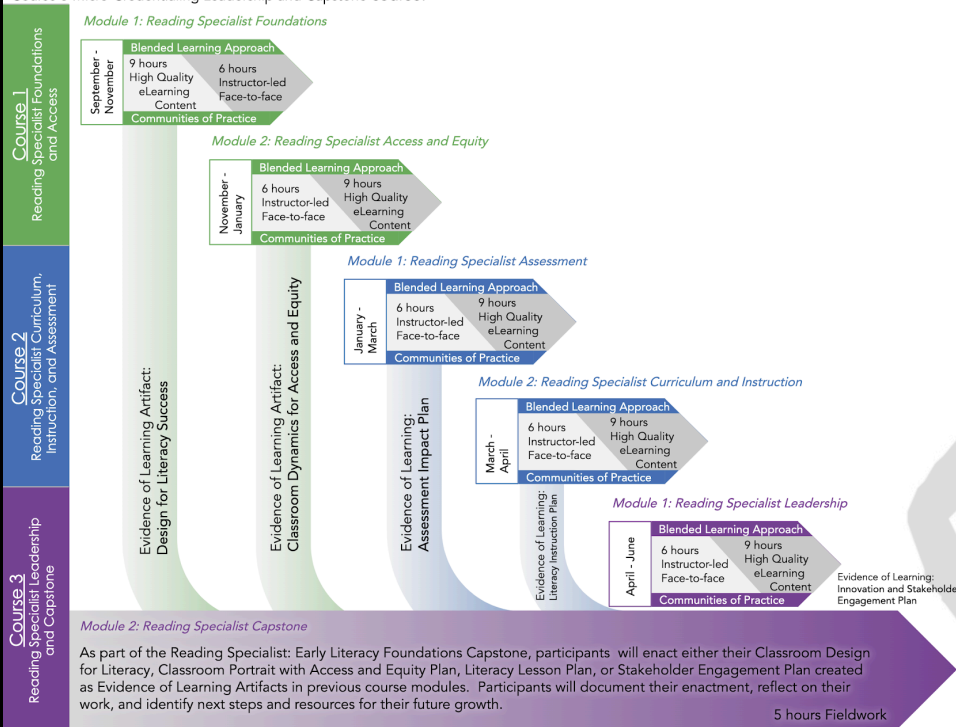 Course 1
Reading Specialist Foundations
and Access
Module 1: Reading Specialist Foundations
September -
November
Blended Learning Approach
9 hours
High Quality
eLearning
Content
6 hours
Instructor-led
Face-to-face
Communities of Practice
Evidence of Learning Artifact:
Design for Literacy Success
Module 2: Reading Specialist Access and Equity
November -
January
Blended Learning Approach
6 hours
Instructor-led
Face-to-face
9 hours
High Quality
eLearning
Content
Communities of Practice
Evidence of Learning Artifact:
Classroom Dynamics for Access and Equity
Course 2
Reading Specialist Curriculum,
Instruction, and Assessment
Module 1: Reading Specialist Assessment
January -
March
Blended Learning Approach
6 hours
Instructor-led
Face-to-face
9 hours
High Quality
eLearning
Content
Communities of Practice
Evidence of Learning:
Assessment Impact Plan
Module 2: Reading Specialist Curriculum and Instruction
March -
April
Blended Learning Approach
6 hours
Instructor-led
Face-to-face
9 hours
High Quality
eLearning
Content
Communities of Practice
Evidence of Learning:
Literacy Instruction Plan
Course 3
Reading Specialist Leadership
and Capstone
Module 1: Reading Specialist Leadership
April - June
Blended Learning Approach
6 hours
Instructor-led
Face-to-face
9 hours
High Quality
eLearning
Content
Communities of Practice
Evidence of Learning:
Innovation and Stakeholde
Engagement Plan
Module 2: Reading Specialist Capstone
As part of the Reading Specialist: Early Literacy Foundations Capstone, participants will enact either their Classroom Design
for Literacy, Classroom Portrait with Access and Equity Plan, Literacy Lesson Plan, or Stakeholder Engagement Plan created
as Evidence of Learning Artifacts in previous course modules. Participants will document their enactment, reflect on their
work, and identify next steps and resources for their future growth.
5 hours Fieldwork